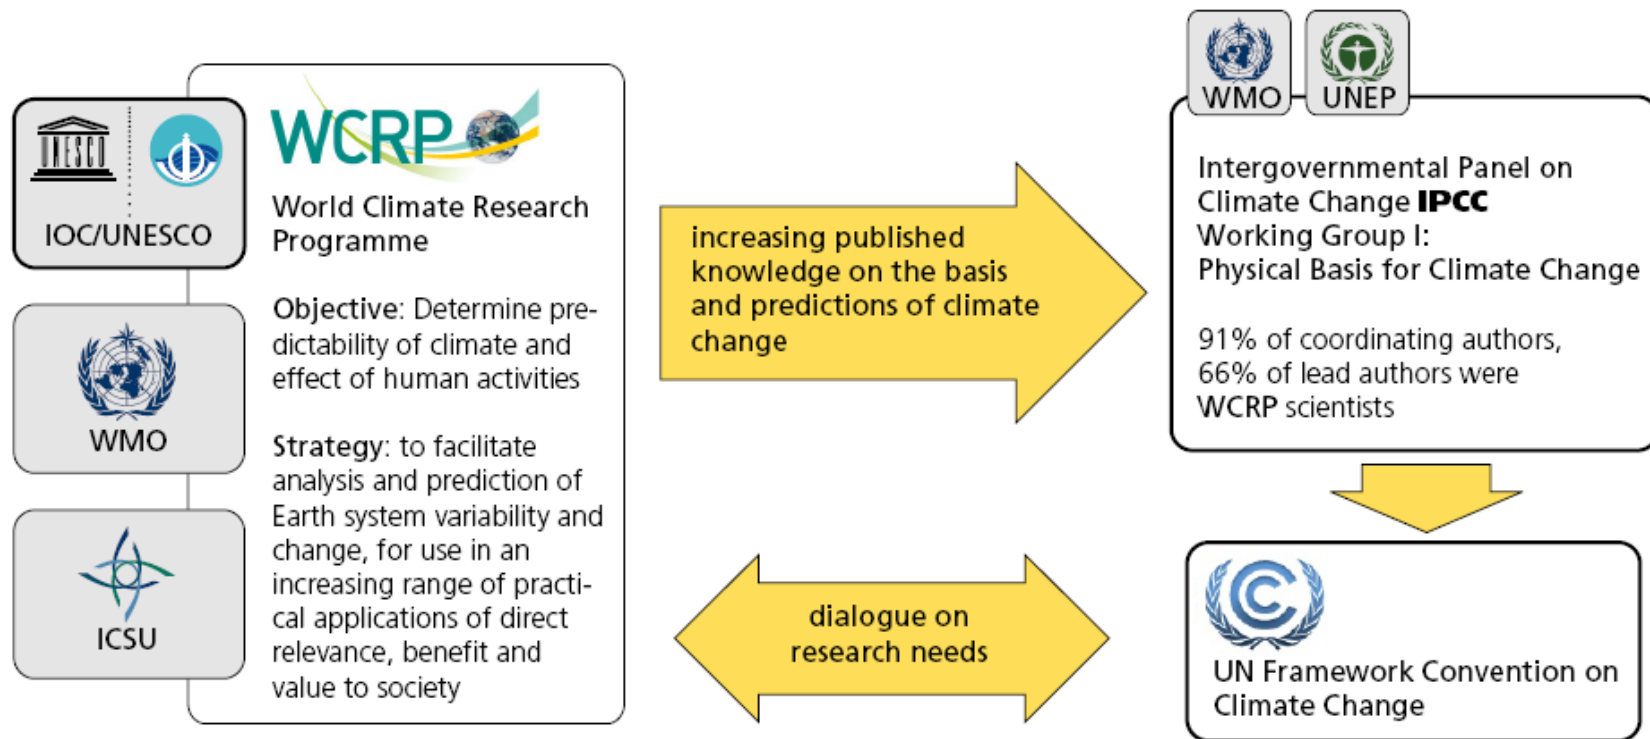 UNESCO
IOC/UNESCO
WMO
ICSU
WCRP
World Climate Research
Programme
Objective: Determine pre-
dictability of climate and
effect of human activities
Strategy: to facilitate
analysis and prediction of
Earth system variability and
change, for use in an
increasing range of practi-
cal applications of direct
relevance, benefit and
value to society
increasing published
knowledge on the basis
and predictions of climate
change
dialogue on
research needs
WMO
UNEP
Intergovernmental Panel on
Climate Change IPCC
Working Group I:
Physical Basis for Climate Change
91% of coordinating authors,
66% of lead authors were
WCRP scientists
UN Framework Convention on
Climate Change